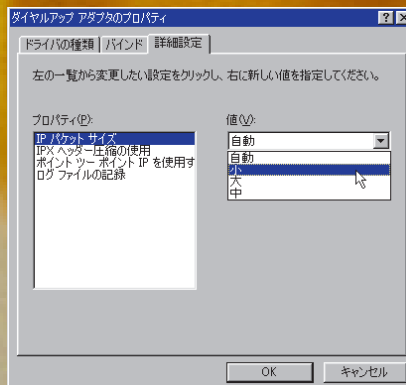 ダイヤルアップ アダプタのプロパティ
ドライバの種類 バインド 詳細設定
左の一覧から変更したい設定をクリックし、右に新しい値を指定してください。
プロパティ(P):
IP パケット サイズ
IPX ヘッダー圧縮の使用
ポイント ツー ポイント IP を使用す
ログ ファイルの記録
値(V):
自動
自動
小
大
中
OK キャンセル